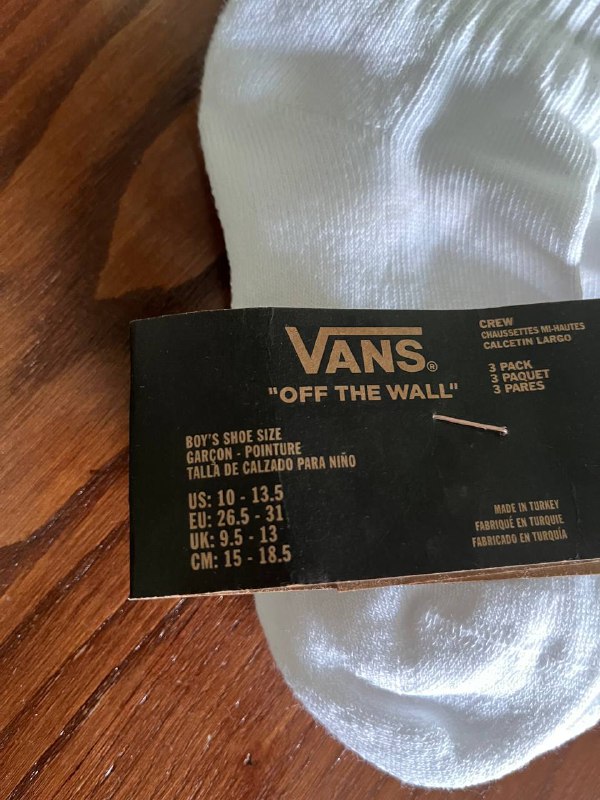 VANS®
"OFF THE WALL"
CREW
CHAUSSETTES MI-HAUTES
CALCETIN LARGO
3 PACK
3 PAQUET
3 PARES
BOY'S SHOE SIZE
GARÇON - POINTURE
TALLA DE CALZADO PARA NIÑO
US: 10 - 13.5
EU: 26.5 - 31
UK: 9.5 - 13
CM: 15 - 18.5
MADE IN TURKEY
FABRIQUÉ EN TURQUIE
FABRICADO EN TURQUÍA